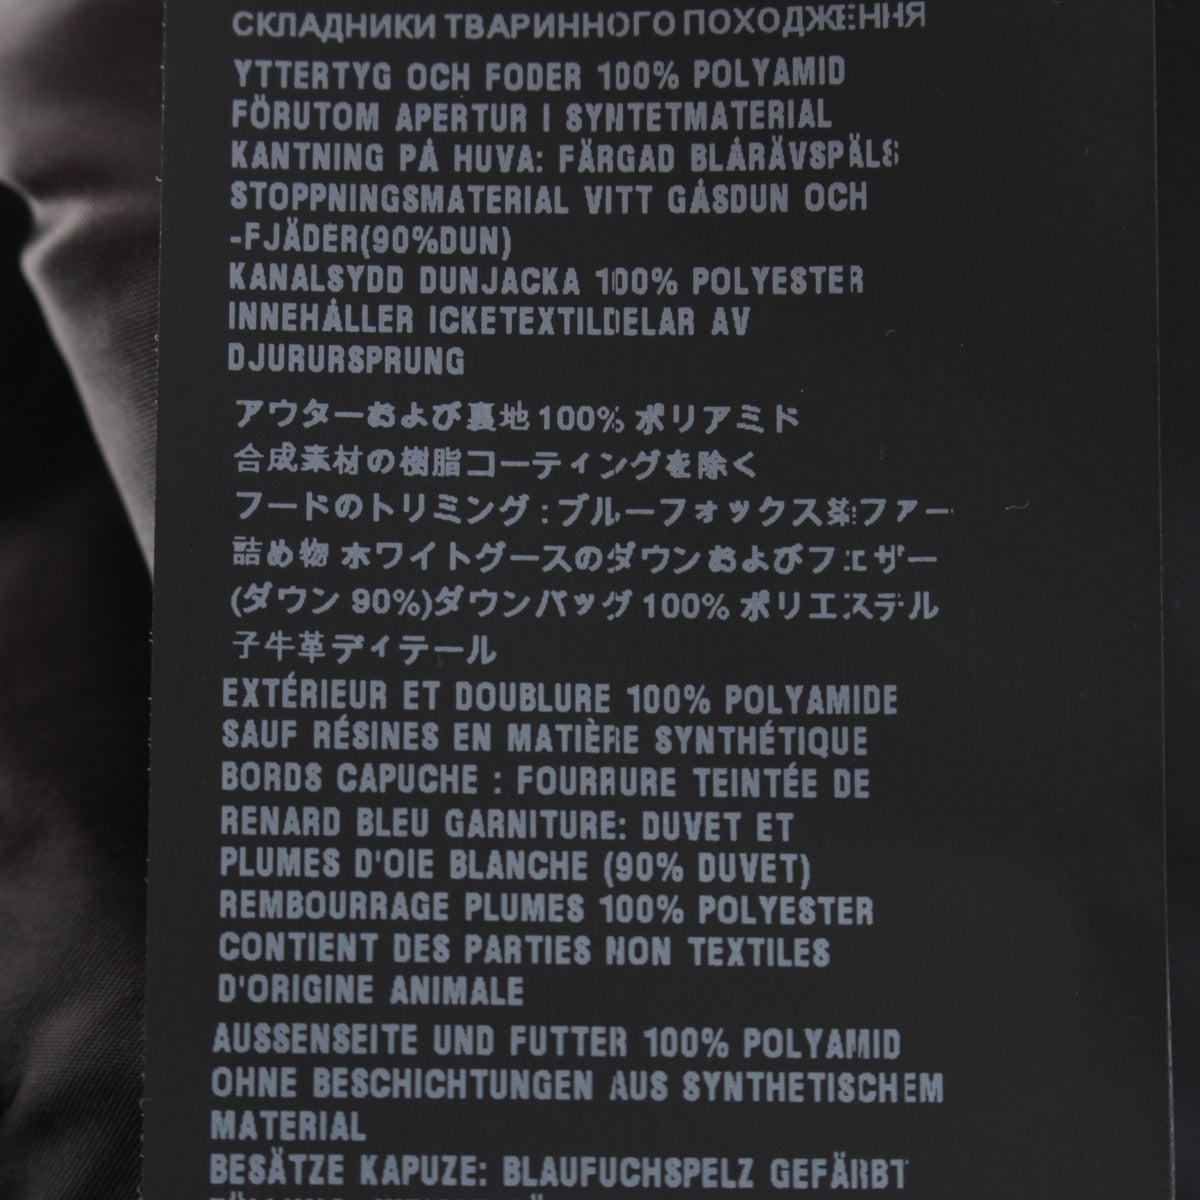 СКЛАДНИКИ ТВАРИННОГО ПОХОДЖЕННЯ
YTTERTYG OCH FODER 100% POLYAMID
FÖRUTOM APERTUR I SYNTETMATERIAL
KANTNING PÅ HUVA: FÄRGAD BLÅRÄVSPÄLS
STOPPNINGSMATERIAL VITT GÅSDUN OCH
-FJÄDER(90%DUN)
KANALSYDD DUNJACKA 100% POLYESTER
INNEHÅLLER ICKETEXTILDELAR AV
DJURURSPRUNG
アウターおよび裏地 100% ポリアミド
合成素材の樹脂コーティングを除く
フードのトリミング : ブルーフォックス染ファー
詰め物 ホワイトグースのダウンおよびフェザー
(ダウン 90%)ダウンバッグ 100% ポリエステル
子牛革ディテール
EXTÉRIEUR ET DOUBLURE 100% POLYAMIDE
SAUF RÉSINES EN MATIÈRE SYNTHÉTIQUE
BORDS CAPUCHE : FOURRURE TEINTÉE DE
RENARD BLEU GARNITURE: DUVET ET
PLUMES D'OIE BLANCHE (90% DUVET)
REMBOURRAGE PLUMES 100% POLYESTER
CONTIENT DES PARTIES NON TEXTILES
D'ORIGINE ANIMALE
AUSSENSEITE UND FUTTER 100% POLYAMID
OHNE BESCHICHTUNGEN AUS SYNTHETISCHEM
MATERIAL
BESÄTZE KAPUZE: BLAUFUCHSPELZ GEFÄRBT